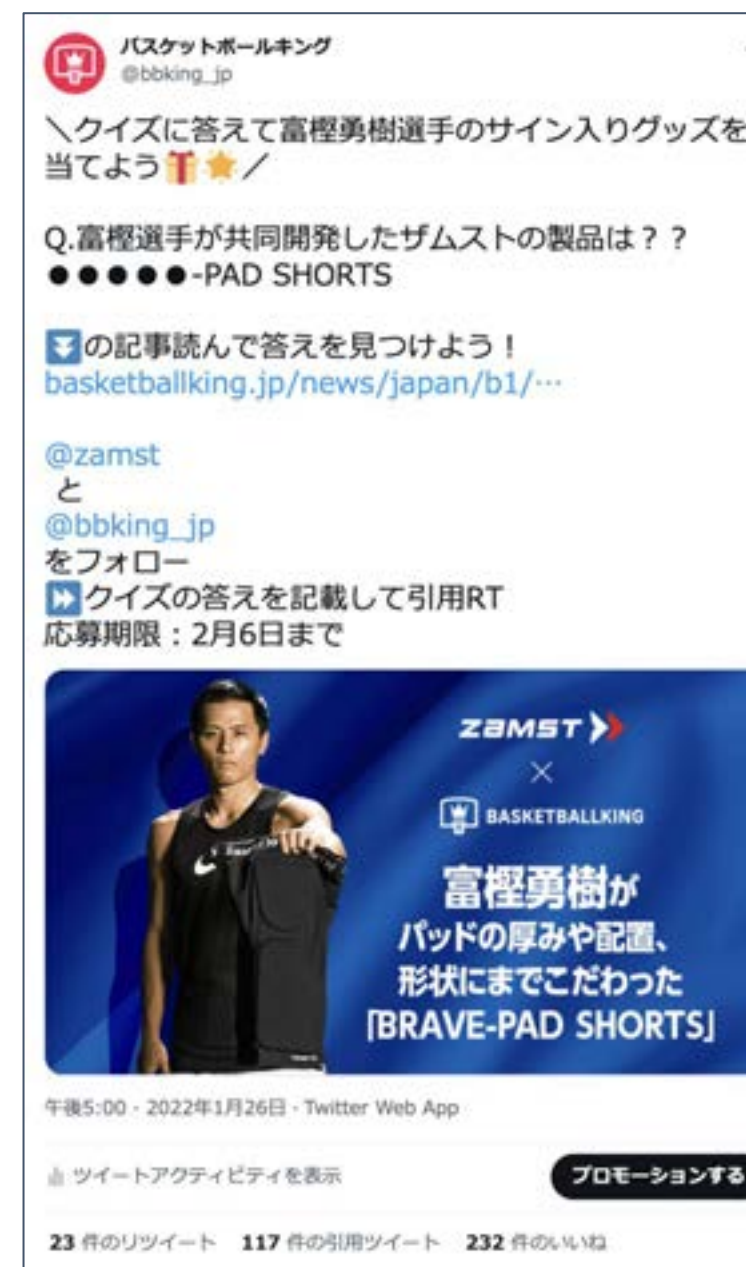 バスケットボールキング
@bbking_jp
＼クイズに答えて富樫勇樹選手のサイン入りグッズを
当てよう🎁🌟／
Q.富樫選手が共同開発したザムストの製品は？？
●●●●●-PAD SHORTS
⏬の記事読んで答えを見つけよう！
basketballking.jp/news/japan/b1/…
@zamst
と
@bbking_jp
をフォロー
⏩クイズの答えを記載して引用RT
応募期限：2月6日まで
ZAMST
×
BASKETBALLKING
富樫勇樹が
パッドの厚みや配置、
形状にまでこだわった
「BRAVE-PAD SHORTS」
午後5:00 · 2022年1月26日 · Twitter Web App
ツイートアクティビティを表示
プロモーションする
23 件のリツイート 117 件の引用ツイート 232 件のいいね